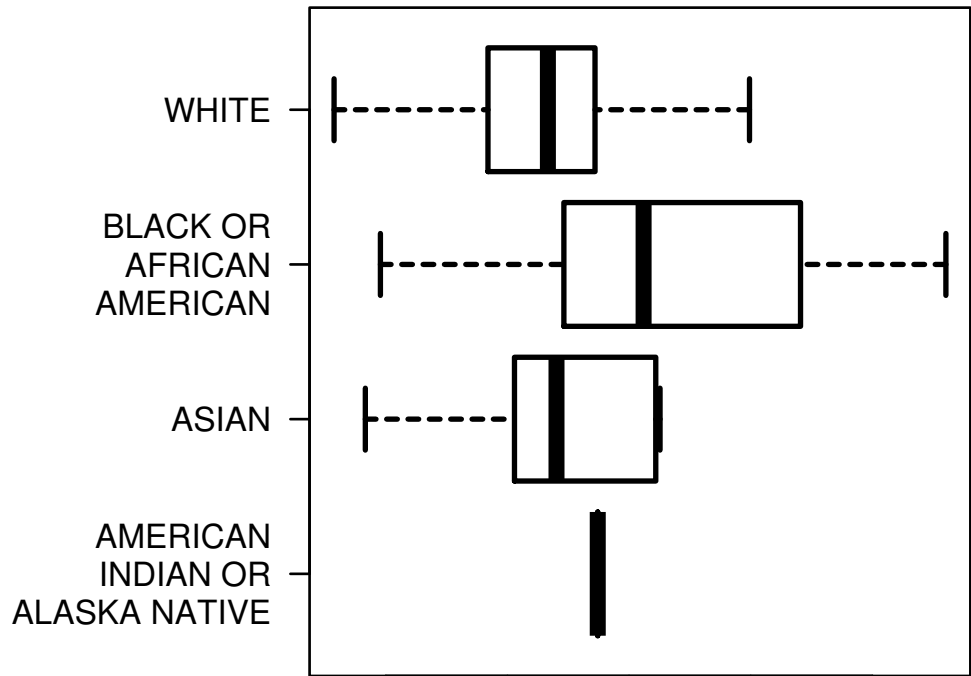 WHITE
BLACK OR
AFRICAN
AMERICAN
ASIAN
AMERICAN
INDIAN OR
ALASKA NATIVE